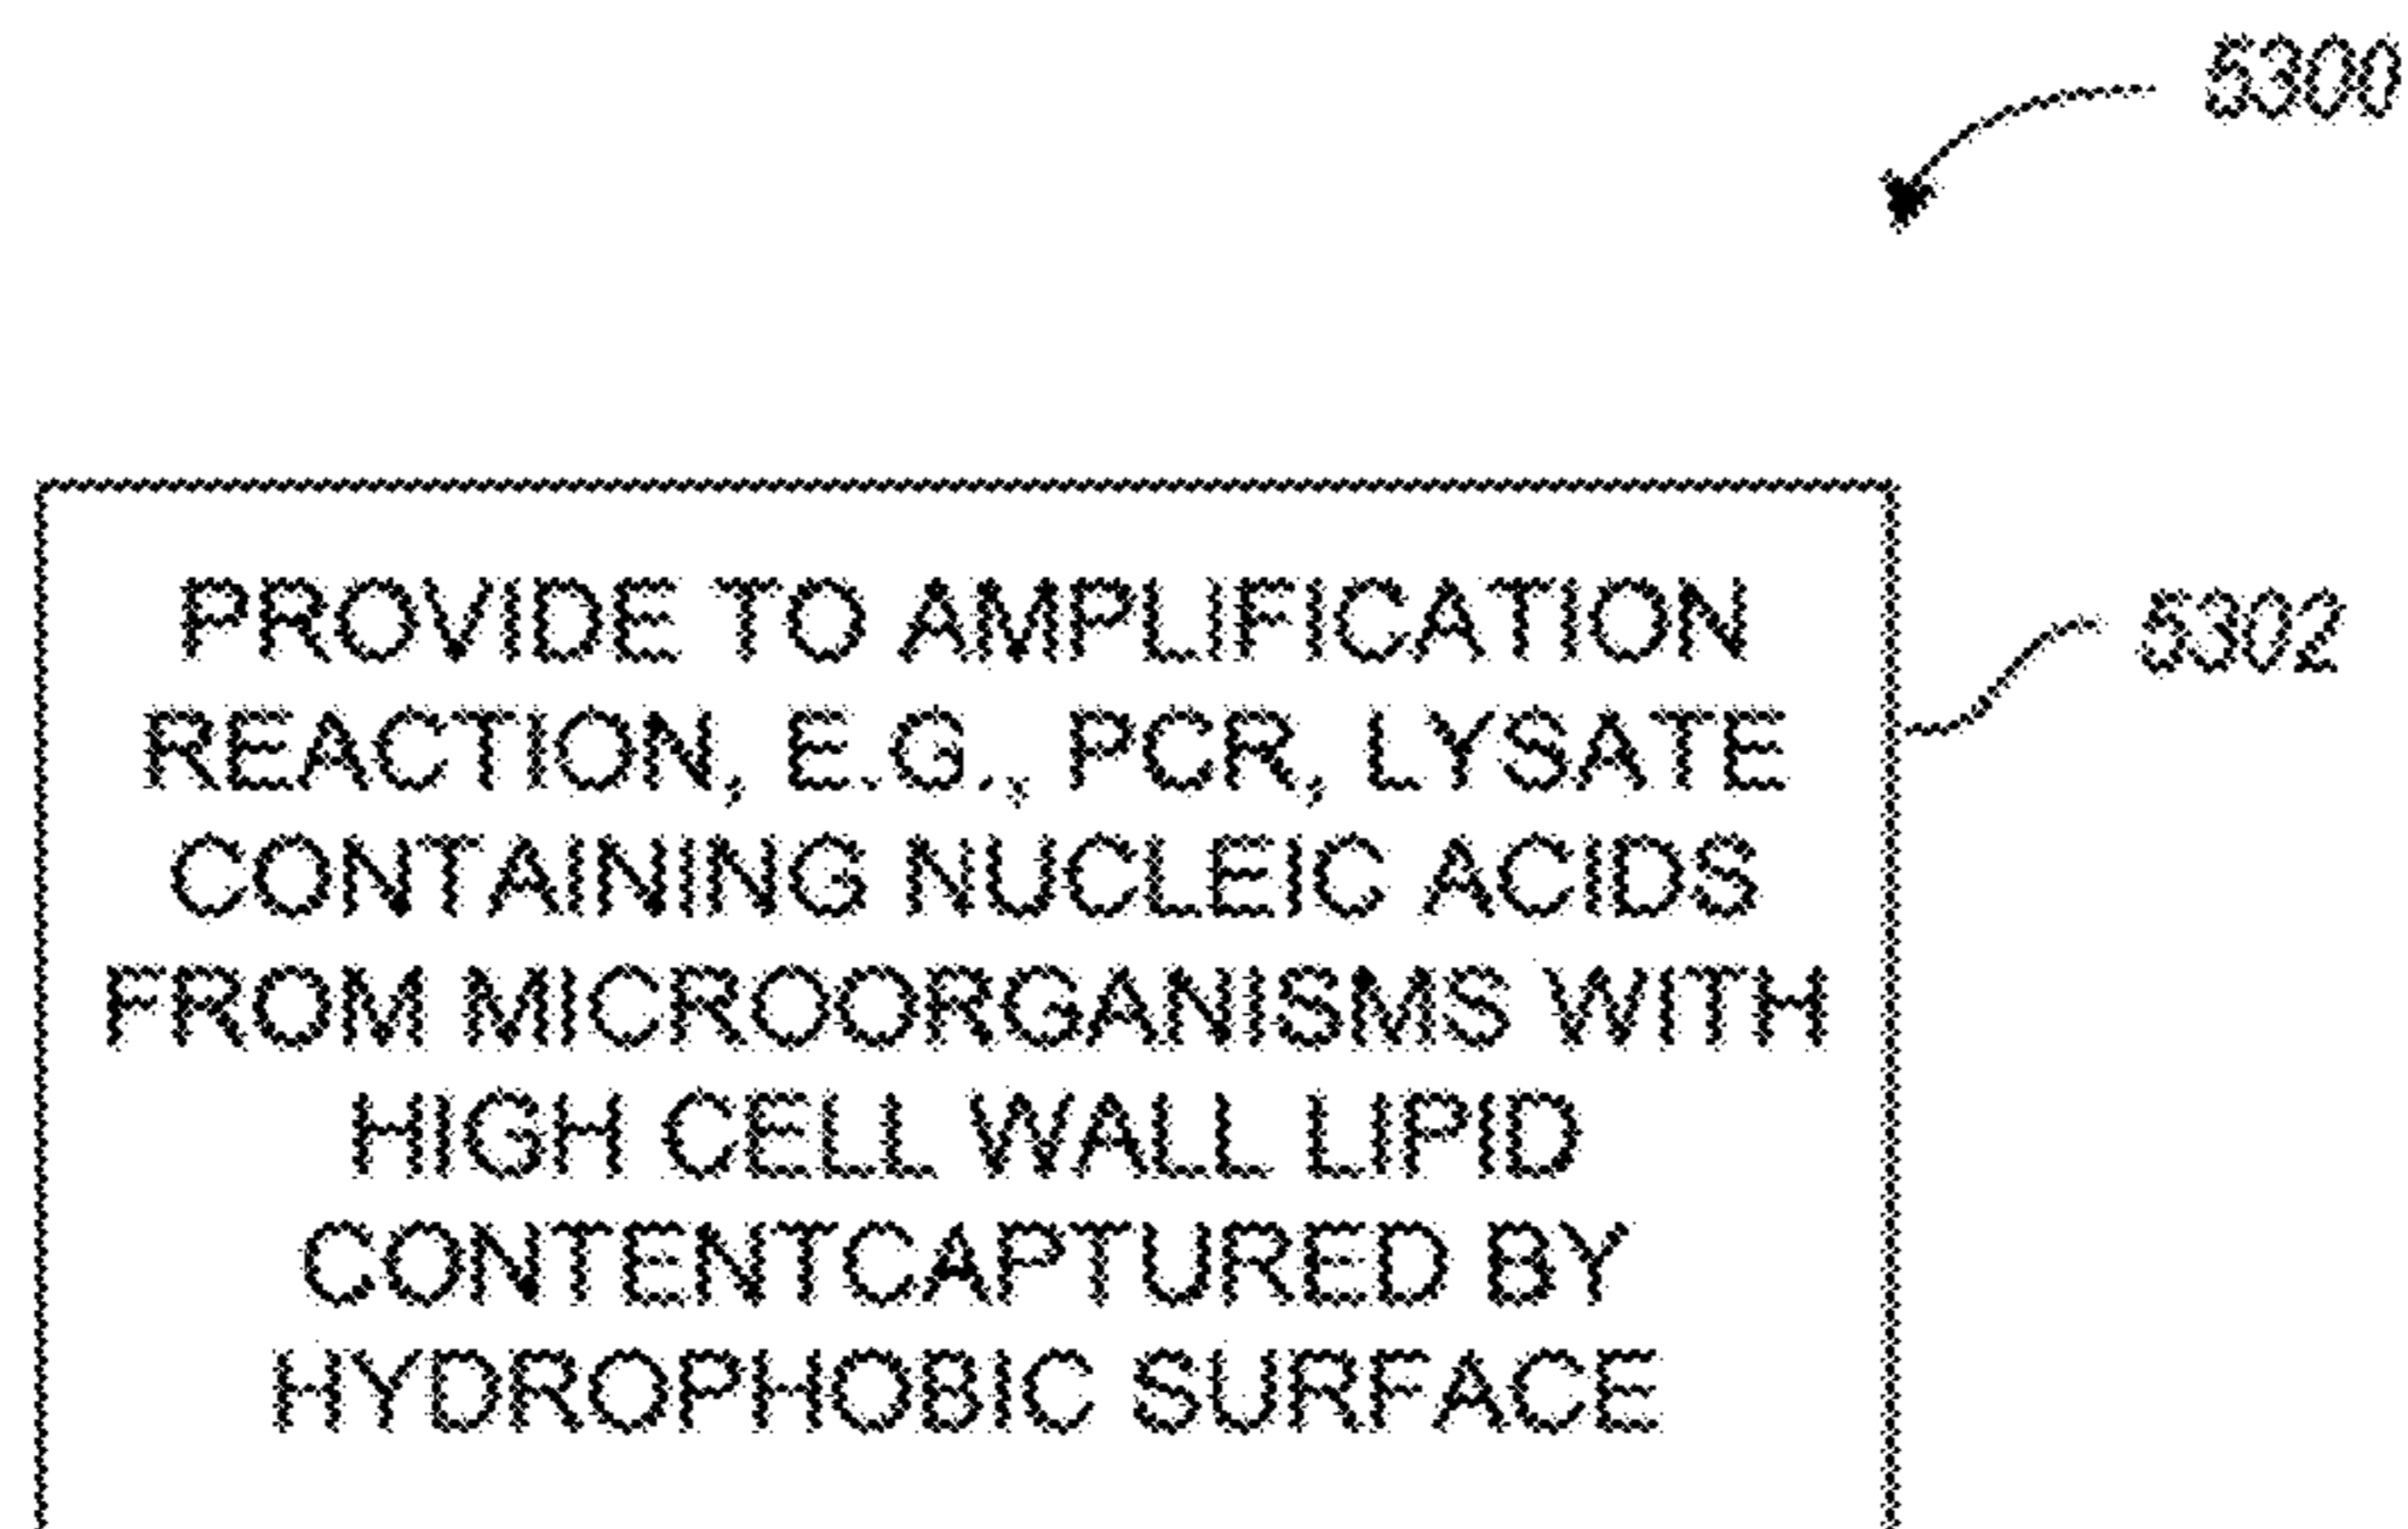 5300
PROVIDE TO AMPLIFICATION
5302
REACTION, E.G., PCR, LYSATE
CONTAINING NUCLEIC ACIDS
FROM MICROORGANISMS WITH
HIGH CELL WALL LIPID
CONTENTCAPTURED BY
HYDROPHOBIC SURFACE